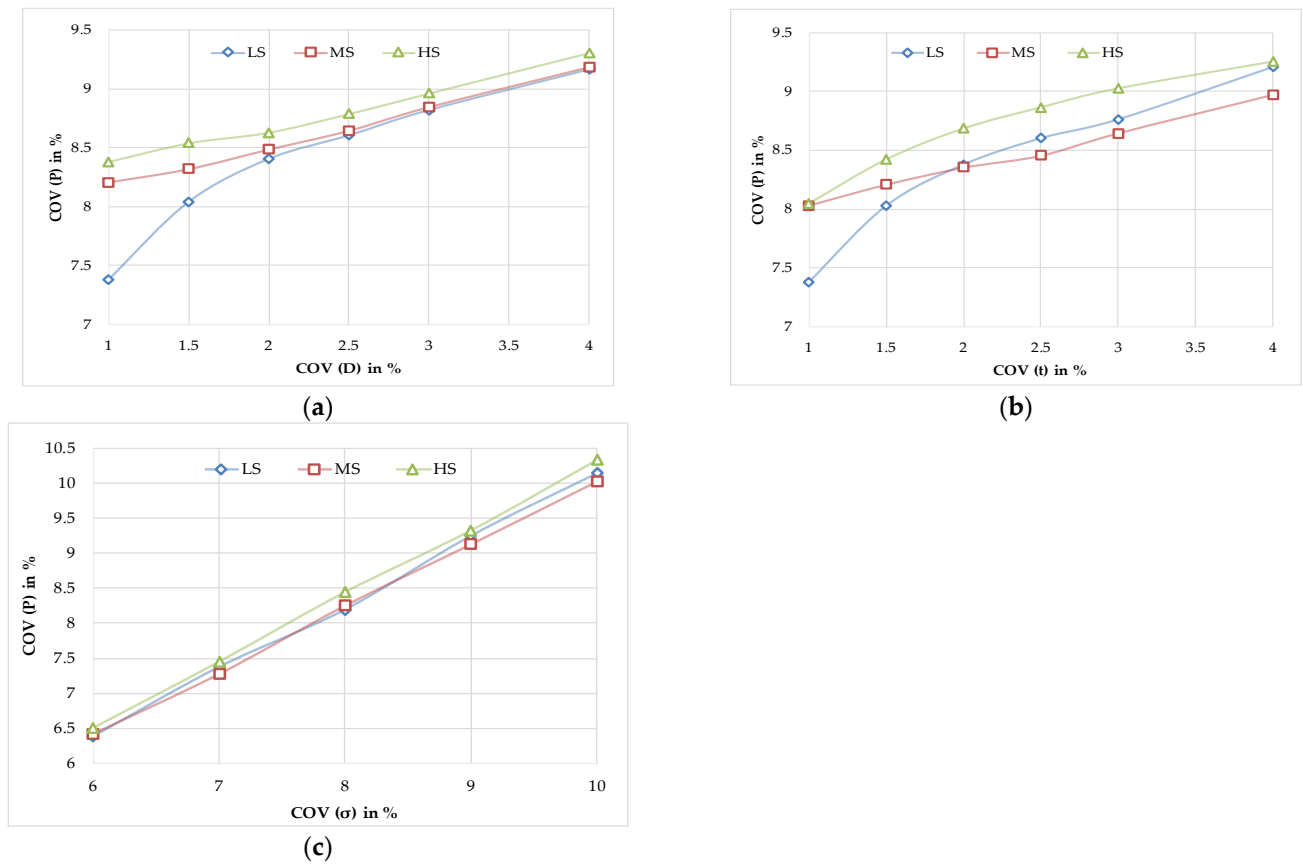 9.5
LS MS HS
9
8.5
8
7.5
7
COV (P) in %
1 1.5 2 2.5 3 3.5 4
COV (D) in %
(a)
9.5
LS MS HS
9
8.5
8
7.5
7
COV (P) in %
1 1.5 2 2.5 3 3.5 4
COV (t) in %
(b)
10.5
LS MS HS
10
9.5
9
8.5
8
7.5
7
6.5
6
COV (P) in %
6 7 8 9 10
COV (σ) in %
(c)